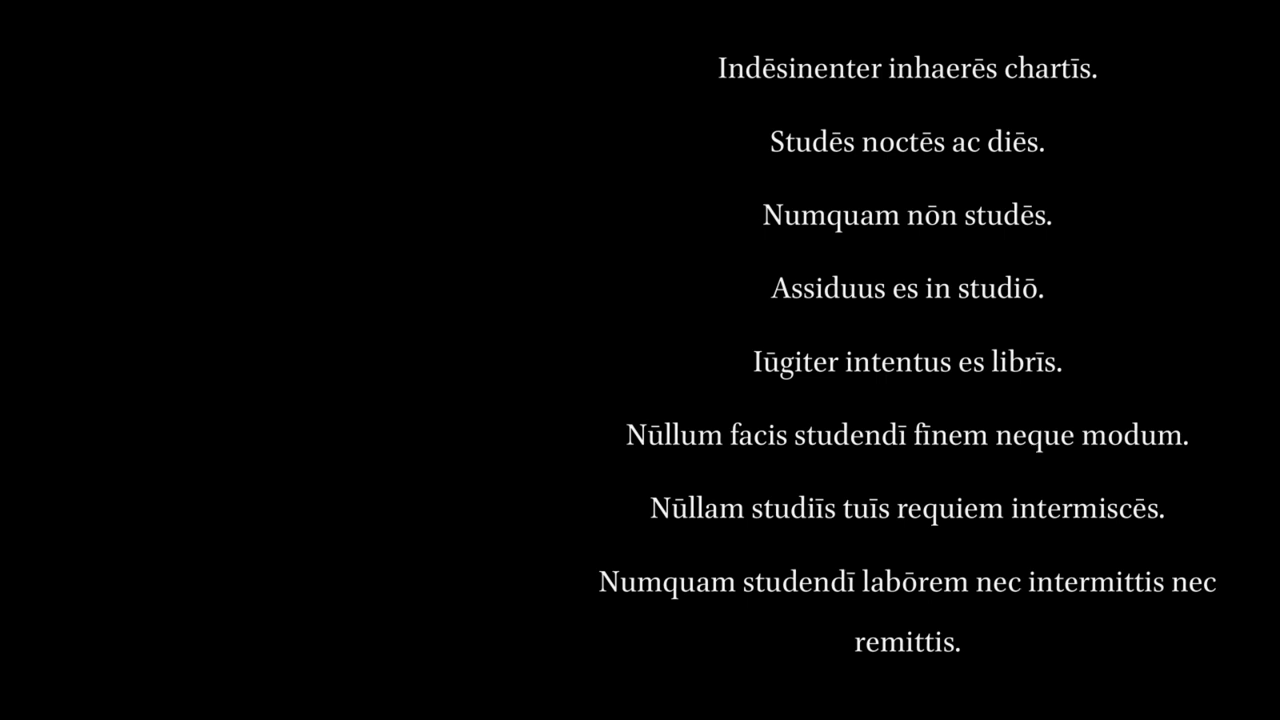 Indēsinenter inhaerēs chartīs.
Studēs noctēs ac diēs.
Numquam nōn studēs.
Assiduus es in studiō.
Iūgiter intentus es librīs.
Nūllum facis studendī fīnem neque modum.
Nūllam studiīs tuīs requiem intermiscēs.
Numquam studendī labōrem nec intermittis nec
remittis.